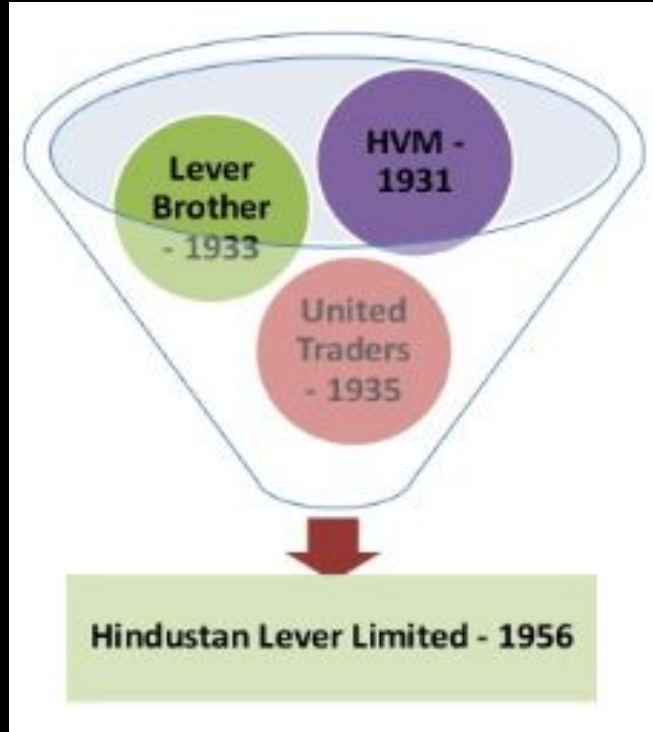 Lever
Brother
- 1933
HVM -
1931
United
Traders
- 1935
Hindustan Lever Limited - 1956